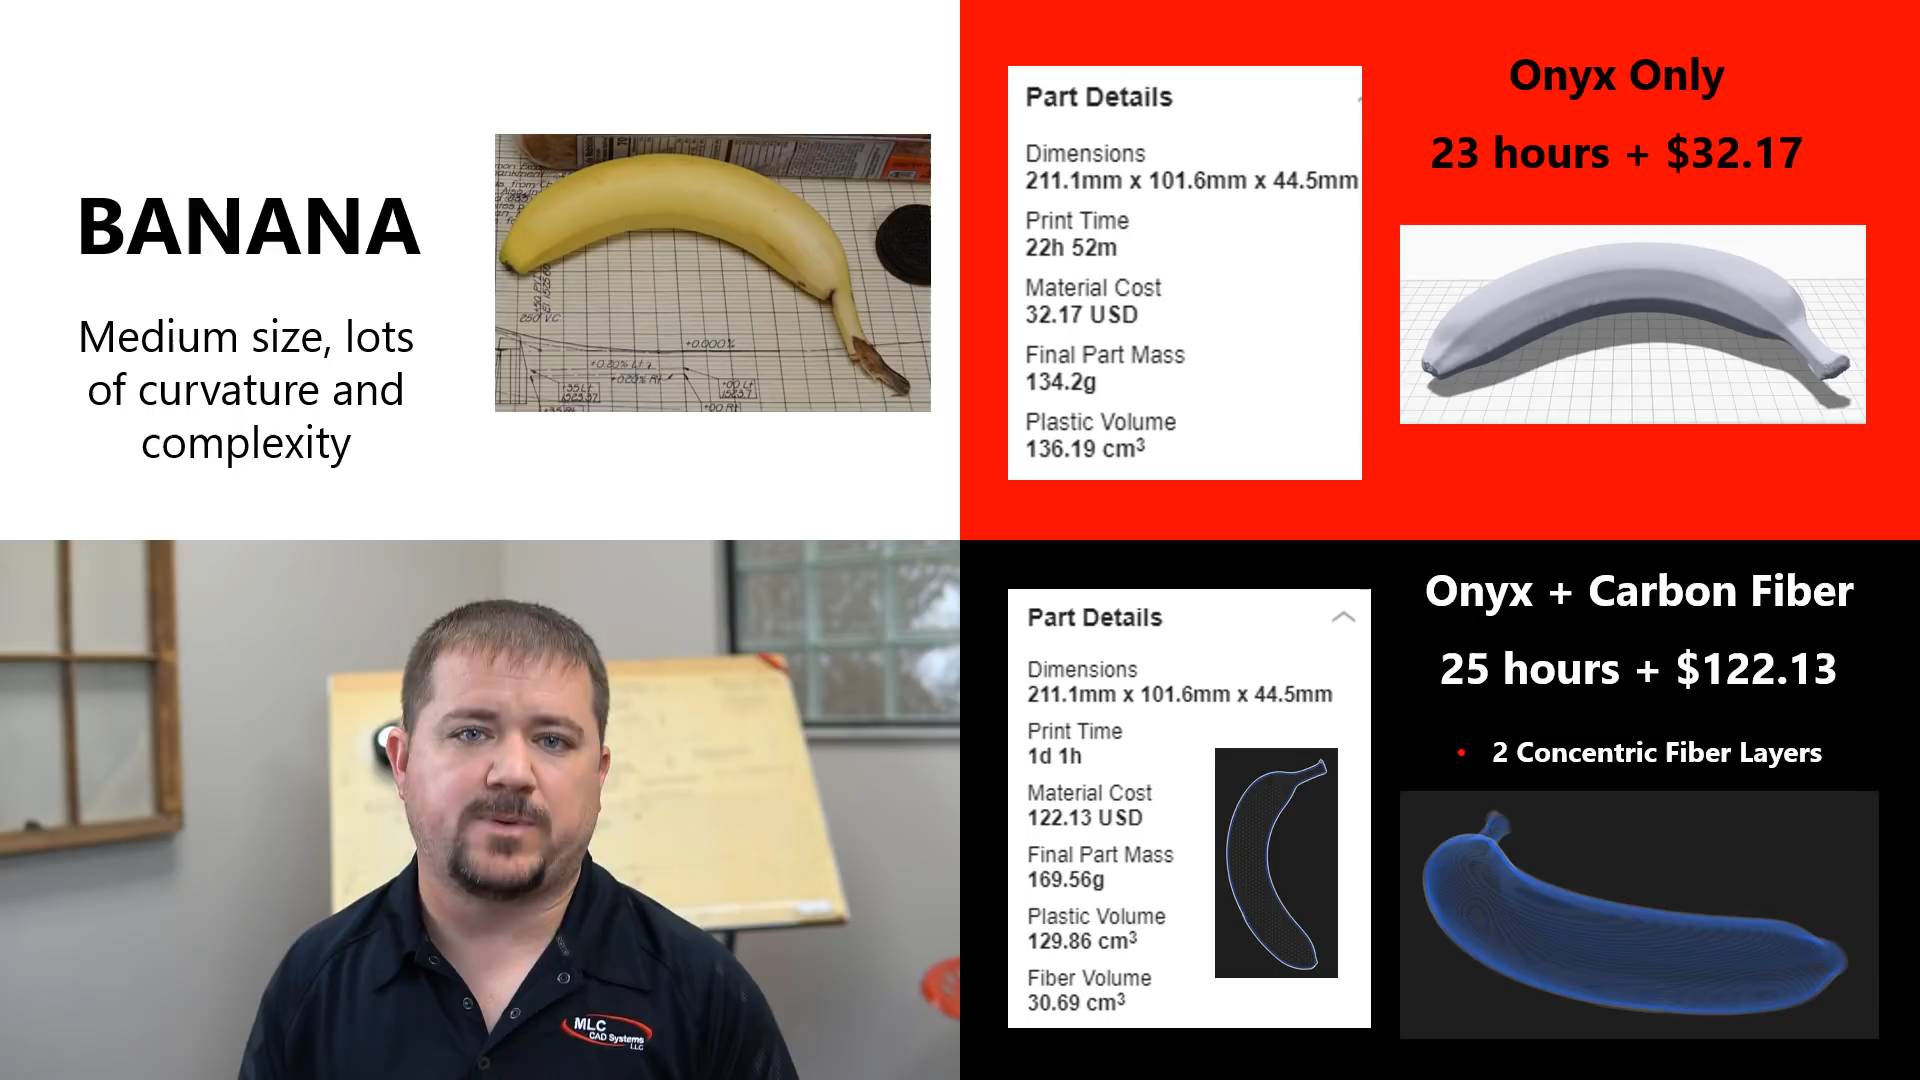 BANANA
Medium size, lots
of curvature and
complexity
+0.000%
Part Details
Dimensions
211.1mm x 101.6mm x 44.5mm
Print Time
22h 52m
Material Cost
32.17 USD
Final Part Mass
134.2g
Plastic Volume
136.19 cm³
Onyx Only
23 hours + $32.17
MLC
CAD Systems
LLC
Part Details
Dimensions
211.1mm x 101.6mm x 44.5mm
Print Time
1d 1h
Material Cost
122.13 USD
Final Part Mass
169.56g
Plastic Volume
129.86 cm³
Fiber Volume
30.69 cm³
Onyx + Carbon Fiber
25 hours + $122.13
• 2 Concentric Fiber Layers